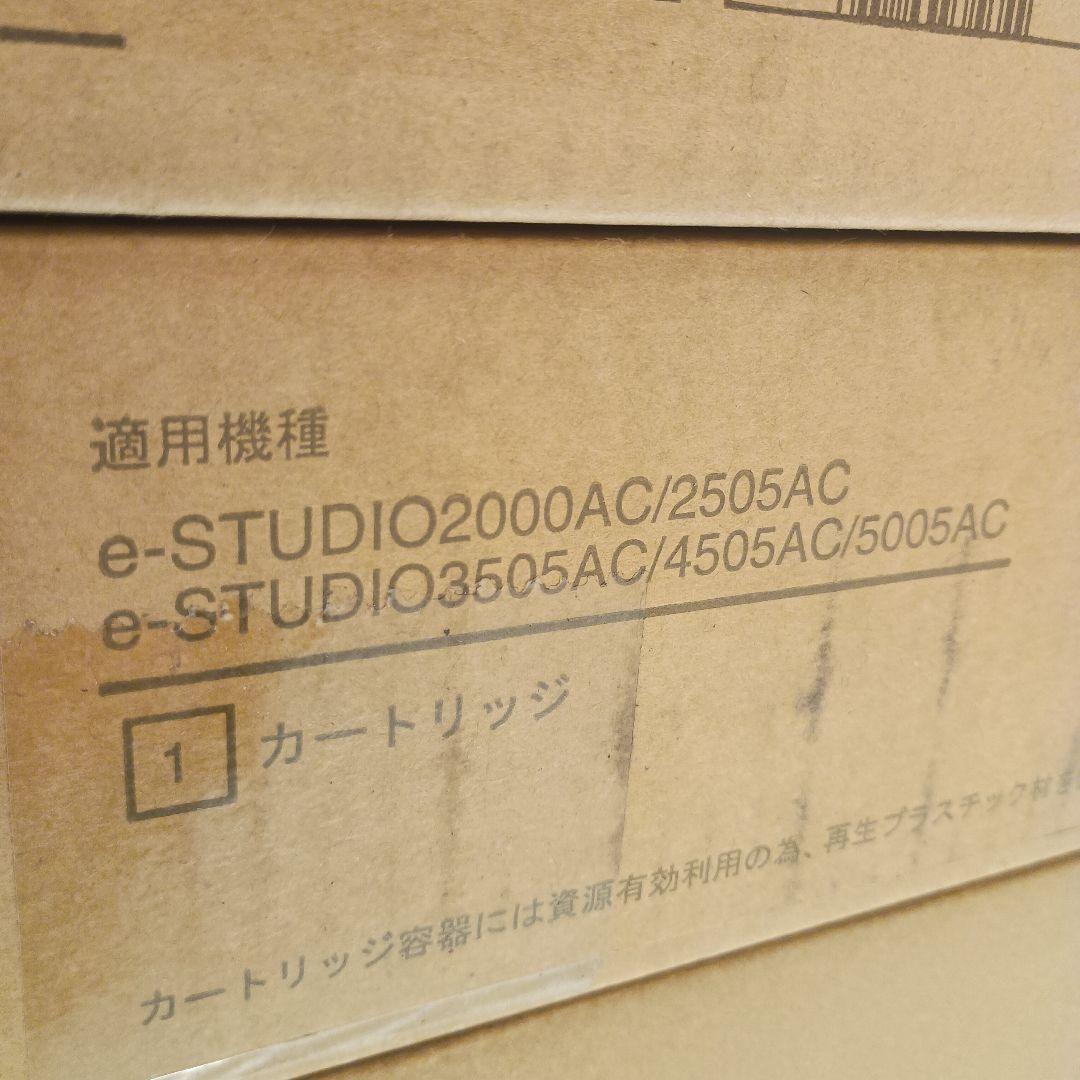 適用機種
e-STUDIO2000AC/2505AC
e-STUDIO3505AC/4505AC/5005AC
1 カートリッジ
カートリッジ容器には資源有効利用の為、再生プラスチック材を